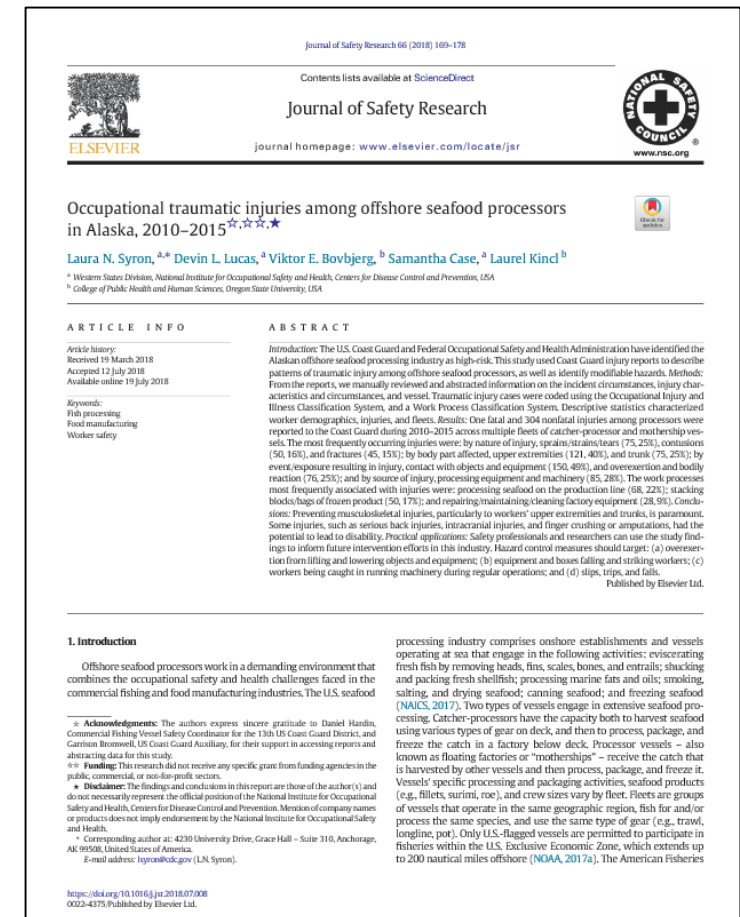 Journal of Safety Research 66 (2018) 169–178
Contents lists available at ScienceDirect
Journal of Safety Research
journal homepage: www.elsevier.com/locate/jsr
ELSEVIER
NATIONAL SAFETY COUNCIL
®
www.nsc.org
Occupational traumatic injuries among offshore seafood processors
in Alaska, 2010–2015☆,☆☆,★
Check for
updates
Laura N. Syron, a,* Devin L. Lucas, a Viktor E. Bovbjerg, b Samantha Case, a Laurel Kincl b
a Western States Division, National Institute for Occupational Safety and Health, Centers for Disease Control and Prevention, USA
b College of Public Health and Human Sciences, Oregon State University, USA
ARTICLE INFO
Article history:
Received 19 March 2018
Accepted 12 July 2018
Available online 19 July 2018
Keywords:
Fish processing
Food manufacturing
Worker safety
ABSTRACT
Introduction: The U.S. Coast Guard and Federal Occupational Safety and Health Administration have identified the
Alaskan offshore seafood processing industry as high-risk. This study used Coast Guard injury reports to describe
patterns of traumatic injury among offshore seafood processors, as well as identify modifiable hazards. Methods:
From the reports, we manually reviewed and abstracted information on the incident circumstances, injury char-
acteristics and circumstances, and vessel. Traumatic injury cases were coded using the Occupational Injury and
Illness Classification System, and a Work Process Classification System. Descriptive statistics characterized
worker demographics, injuries, and fleets. Results: One fatal and 304 nonfatal injuries among processors were
reported to the Coast Guard during 2010–2015 across multiple fleets of catcher-processor and mothership ves-
sels. The most frequently occurring injuries were: by nature of injury, sprains/strains/tears (75, 25%), contusions
(50, 16%), and fractures (45, 15%); by body part affected, upper extremities (121, 40%), and trunk (75, 25%); by
event/exposure resulting in injury, contact with objects and equipment (150, 49%), and overexertion and bodily
reaction (76, 25%); and by source of injury, processing equipment and machinery (85, 28%). The work processes
most frequently associated with injuries were: processing seafood on the production line (68, 22%); stacking
blocks/bags of frozen product (50, 17%); and repairing/maintaining/cleaning factory equipment (28, 9%). Conclu-
sions: Preventing musculoskeletal injuries, particularly to workers' upper extremities and trunks, is paramount.
Some injuries, such as serious back injuries, intracranial injuries, and finger crushing or amputations, had the
potential to lead to disability. Practical applications: Safety professionals and researchers can use the study find-
ings to inform future intervention efforts in this industry. Hazard control measures should target: (a) overexer-
tion from lifting and lowering objects and equipment; (b) equipment and boxes falling and striking workers; (c)
workers being caught in running machinery during regular operations; and (d) slips, trips, and falls.
Published by Elsevier Ltd.
1. Introduction
Offshore seafood processors work in a demanding environment that
combines the occupational safety and health challenges faced in the
commercial fishing and food manufacturing industries. The U.S. seafood
☆ Acknowledgments: The authors express sincere gratitude to Daniel Hardin,
Commercial Fishing Vessel Safety Coordinator for the 13th US Coast Guard District, and
Garrison Bromwell, US Coast Guard Auxiliary, for their support in accessing reports and
abstracting data for this study.
☆☆ Funding: This research did not receive any specific grant from funding agencies in the
public, commercial, or not-for-profit sectors.
★ Disclaimer: The findings and conclusions in this report are those of the author(s) and
do not necessarily represent the official position of the National Institute for Occupational
Safety and Health, Centers for Disease Control and Prevention. Mention of company names
or products does not imply endorsement by the National Institute for Occupational Safety
and Health.
* Corresponding author at: 4230 University Drive, Grace Hall – Suite 310, Anchorage,
AK 99508, United States of America.
E-mail address: lsyron@cdc.gov (L.N. Syron).
processing industry comprises onshore establishments and vessels
operating at sea that engage in the following activities: eviscerating
fresh fish by removing heads, fins, scales, bones, and entrails; shucking
and packing fresh shellfish; processing marine fats and oils; smoking,
salting, and drying seafood; canning seafood; and freezing seafood
(NAICS, 2017). Two types of vessels engage in extensive seafood pro-
cessing. Catcher-processors have the capacity both to harvest seafood
using various types of gear on deck, and then to process, package, and
freeze the catch in a factory below deck. Processor vessels – also
known as floating processors or "motherships" – receive the catch that
is harvested by other vessels and then process, package, and freeze it.
Vessels' specific processing and packaging activities, seafood products
(e.g., fillets, surimi, roe), and crew sizes vary by fleet. Fleets are groups
of vessels that operate in the same geographic region, fish for and/or
process the same species, and use the same type of gear (e.g., trawl,
longline, pot). Only U.S.-flagged vessels are permitted to participate in
fisheries within the U.S. Exclusive Economic Zone, which extends up
to 200 nautical miles offshore (NOAA, 2017a). The American Fisheries
https://doi.org/10.1016/j.jsr.2018.07.008
0022-4375/Published by Elsevier Ltd.